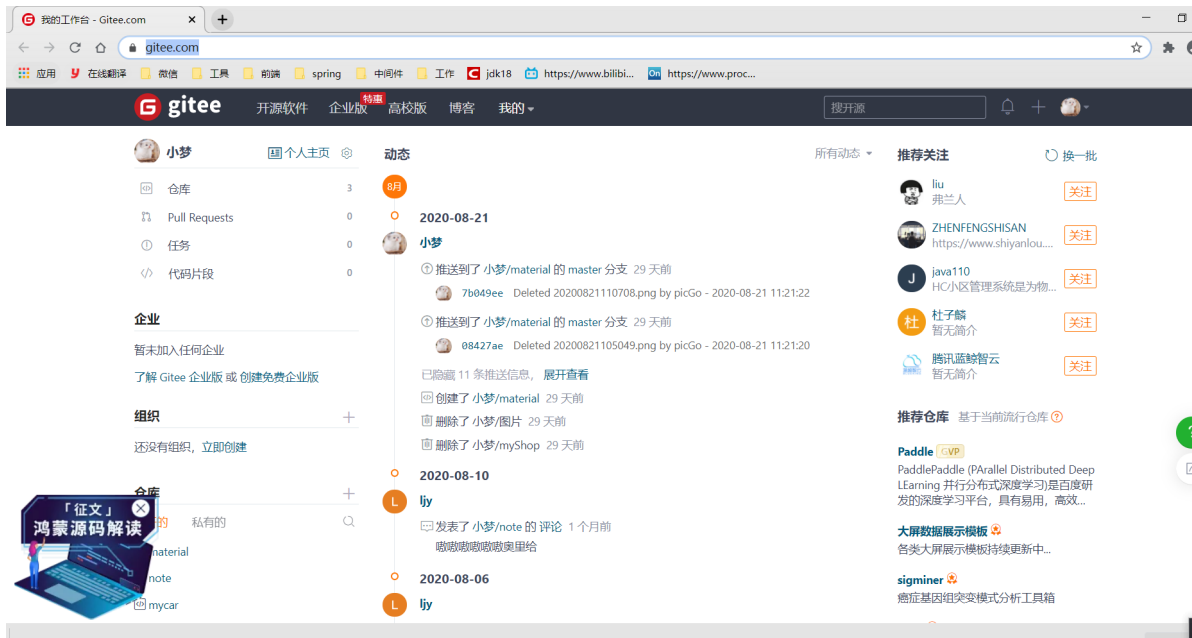 我的工作台 - Gitee.com
gitee.com
应用 在线翻译 微信 工具 前端 spring 中间件 工作 jdk18 https://www.bilibi... https://www.proc...
gitee 开源软件 企业版 特惠 高校版 博客 我的 搜开源
小梦 个人主页
仓库 3
Pull Requests 0
任务 0
代码片段 0
企业
暂未加入任何企业
了解 Gitee 企业版 或 创建免费企业版
组织
还没有组织，立即创建
仓库
的 私有的
material
note
mycar
「征文」
鸿蒙源码解读
动态 所有动态
8月
2020-08-21
小梦
推送到了 小梦/material 的 master 分支 29 天前
7b049ee Deleted 20200821110708.png by picGo - 2020-08-21 11:21:22
推送到了 小梦/material 的 master 分支 29 天前
08427ae Deleted 20200821105049.png by picGo - 2020-08-21 11:21:20
已隐藏 11 条推送信息， 展开查看
创建了 小梦/material 29 天前
删除了 小梦/图片 29 天前
删除了 小梦/myShop 29 天前
2020-08-10
L ljy
发表了 小梦/note 的 评论 1 个月前
嗷嗷嗷嗷嗷嗷奥里给
2020-08-06
L ljy
推荐关注 换一批
liu 关注
弗兰人
ZHENFENGSHISAN 关注
https://www.shiyanlou....
J java110 关注
HC小区管理系统是为物...
杜 杜子麟 关注
暂无简介
腾讯蓝鲸智云 关注
暂无简介
推荐仓库 基于当前流行仓库
Paddle GVP
PaddlePaddle (PArallel Distributed Deep
LEarning 并行分布式深度学习)是百度研
发的深度学习平台，具有易用，高效...
大屏数据展示模板
各类大屏展示模板持续更新中...
sigminer
癌症基因组突变模式分析工具箱